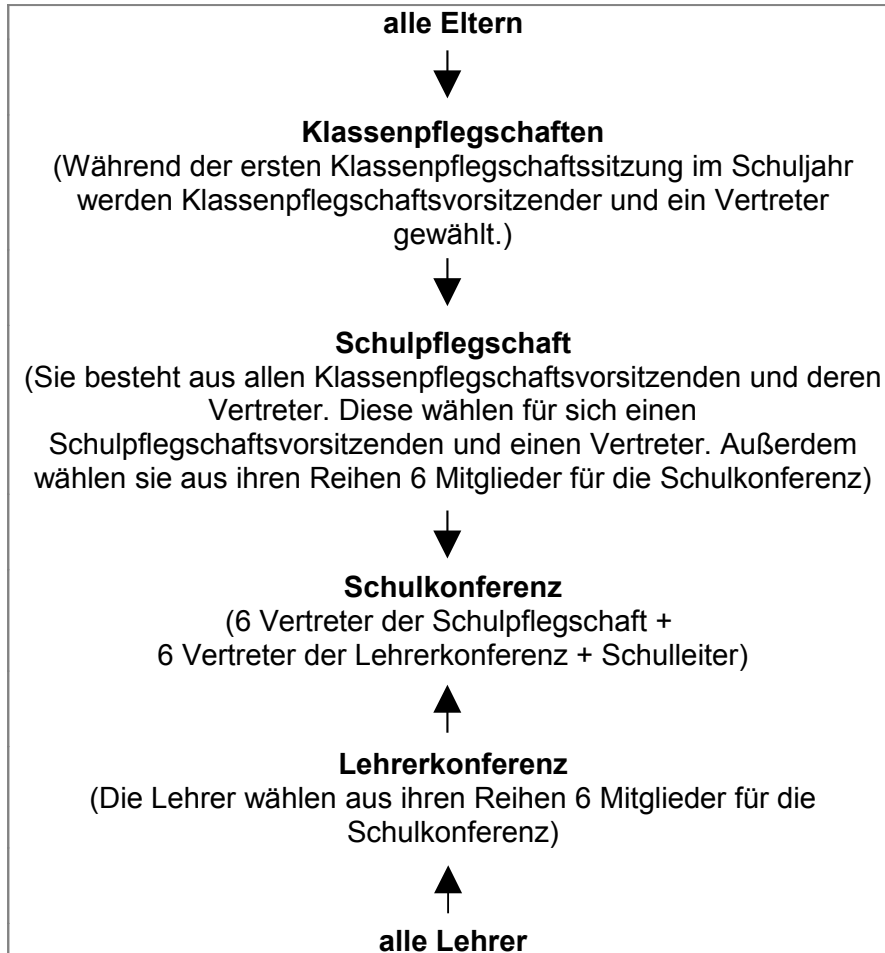 alle Eltern
Klassenpflegschaften
(Während der ersten Klassenpflegschaftssitzung im Schuljahr
werden Klassenpflegschaftsvorsitzender und ein Vertreter
gewählt.)
Schulpflegschaft
(Sie besteht aus allen Klassenpflegschaftsvorsitzenden und deren
Vertreter. Diese wählen für sich einen
Schulpflegschaftsvorsitzenden und einen Vertreter. Außerdem
wählen sie aus ihren Reihen 6 Mitglieder für die Schulkonferenz)
Schulkonferenz
(6 Vertreter der Schulpflegschaft +
6 Vertreter der Lehrerkonferenz + Schulleiter)
Lehrerkonferenz
(Die Lehrer wählen aus ihren Reihen 6 Mitglieder für die
Schulkonferenz)
alle Lehrer